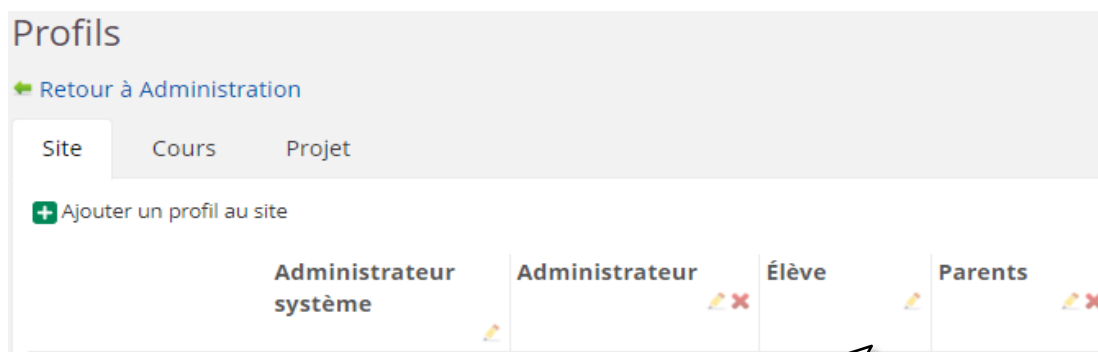 Profils
Retour à Administration
Site Cours Projet
Ajouter un profil au site
Administrateur système Administrateur Élève Parents